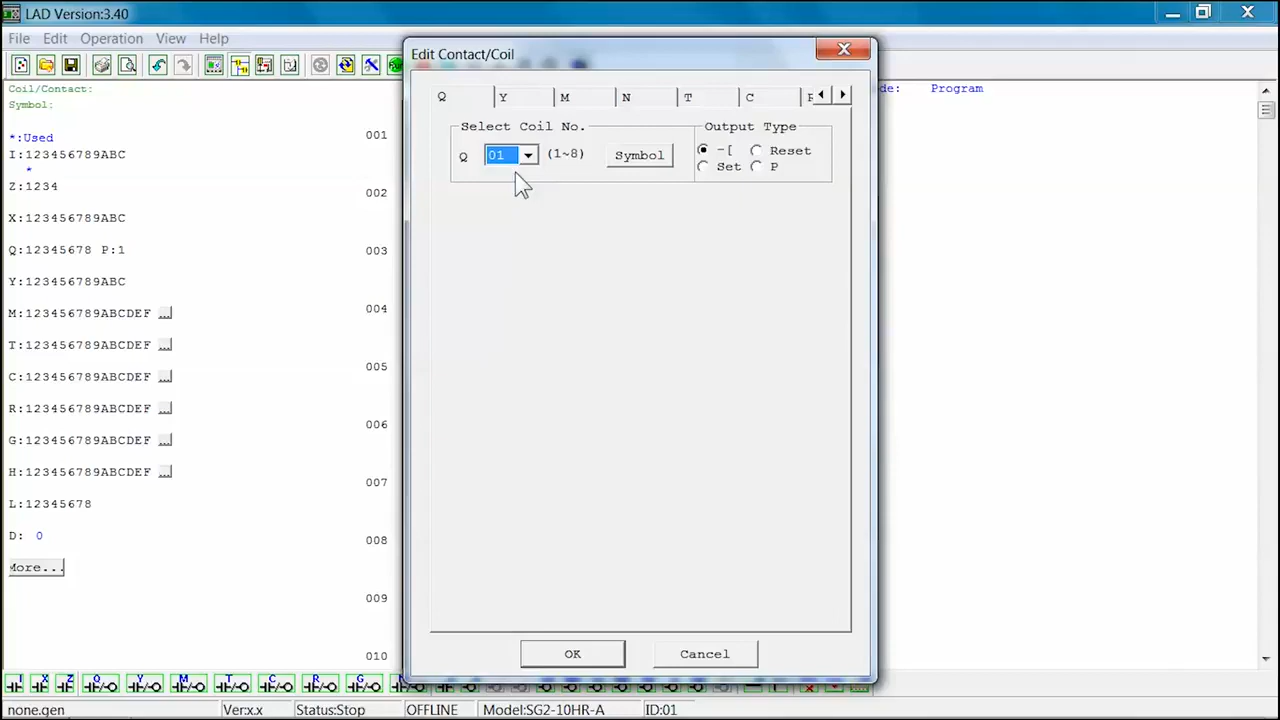 LAD Version:3.40
File Edit Operation View Help
Coil/Contact:
Symbol:
*:Used
I:123456789ABC
*
Z:1234
X:123456789ABC
Q:12345678 P:1
Y:123456789ABC
M:123456789ABCDEF ...
T:123456789ABCDEF ...
C:123456789ABCDEF ...
R:123456789ABCDEF ...
G:123456789ABCDEF ...
H:123456789ABCDEF ...
L:12345678
D: 0
More...
001
002
003
004
005
006
007
008
009
010
Edit Contact/Coil
Q Y M N T C
Select Coil No.
Q 01 (1~8) Symbol
Output Type
-[ Reset
Set P
OK Cancel
de: Program
I X Z Q Y M T C R G
none.gen Ver:x.x Status:Stop OFFLINE Model:SG2-10HR-A ID:01